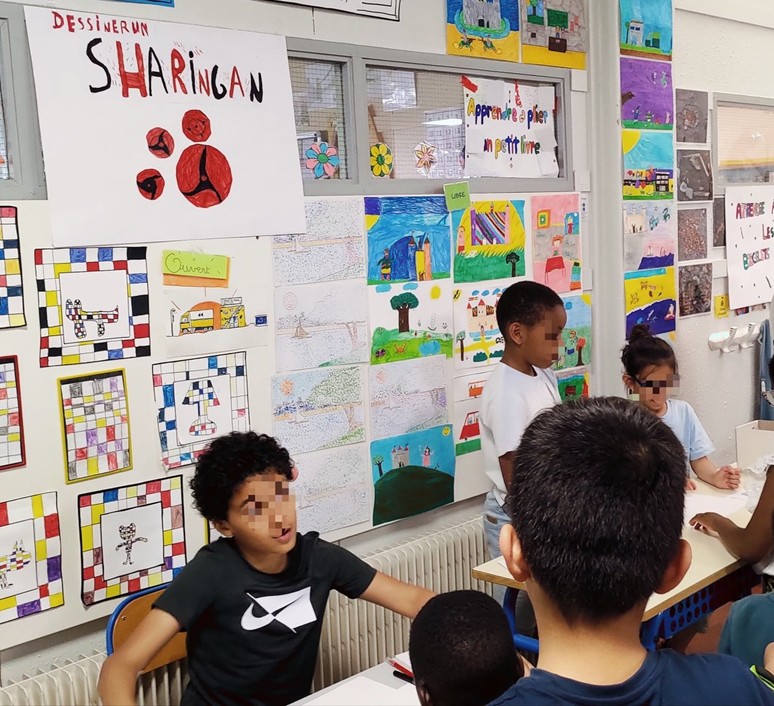 DESSINER UN
SHARINGAN
Apprendre à plier
un petit livre
LIBRE
Ouvert